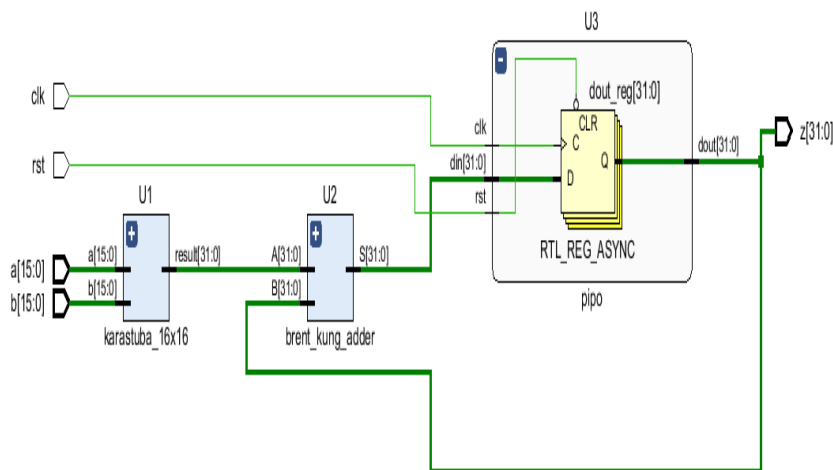 U3
dout_reg[31:0]
clk
clk
CLR
C
z[31:0]
dout[31:0]
Q
din[31:0]
D
rst
rst
U1
U2
RTL_REG_ASYNC
a[15:0]
a[15:0]
result[31:0]
A[31:0]
S[31:0]
b[15:0]
b[15:0]
B[31:0]
karastuba_16x16
brent_kung_adder
pipo